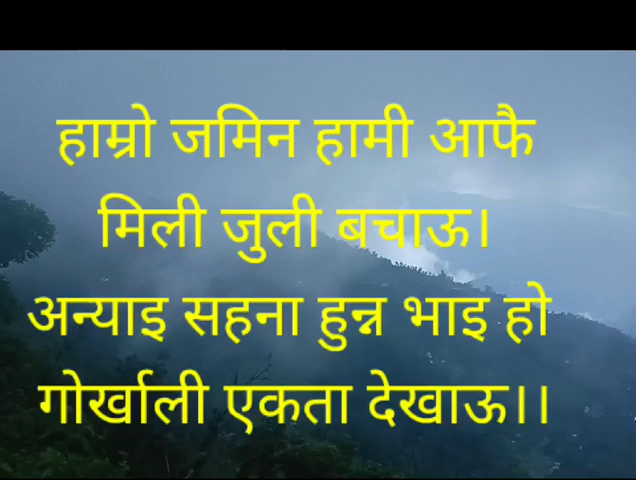 हाम्रो जमिन हामी आफै
मिली जुली बचाऊ।
अन्याइ सहना हुन्न भाइ हो
गोर्खाली एकता देखाऊ।।